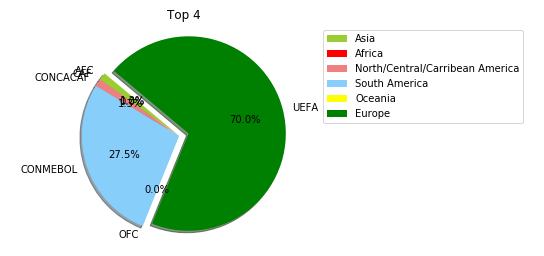 Top 4
AFC
CONCACAF
UEFA
70.0%
27.5%
CONMEBOL
0.0%
OFC
Asia
Africa
North/Central/Carribean America
South America
Oceania
Europe